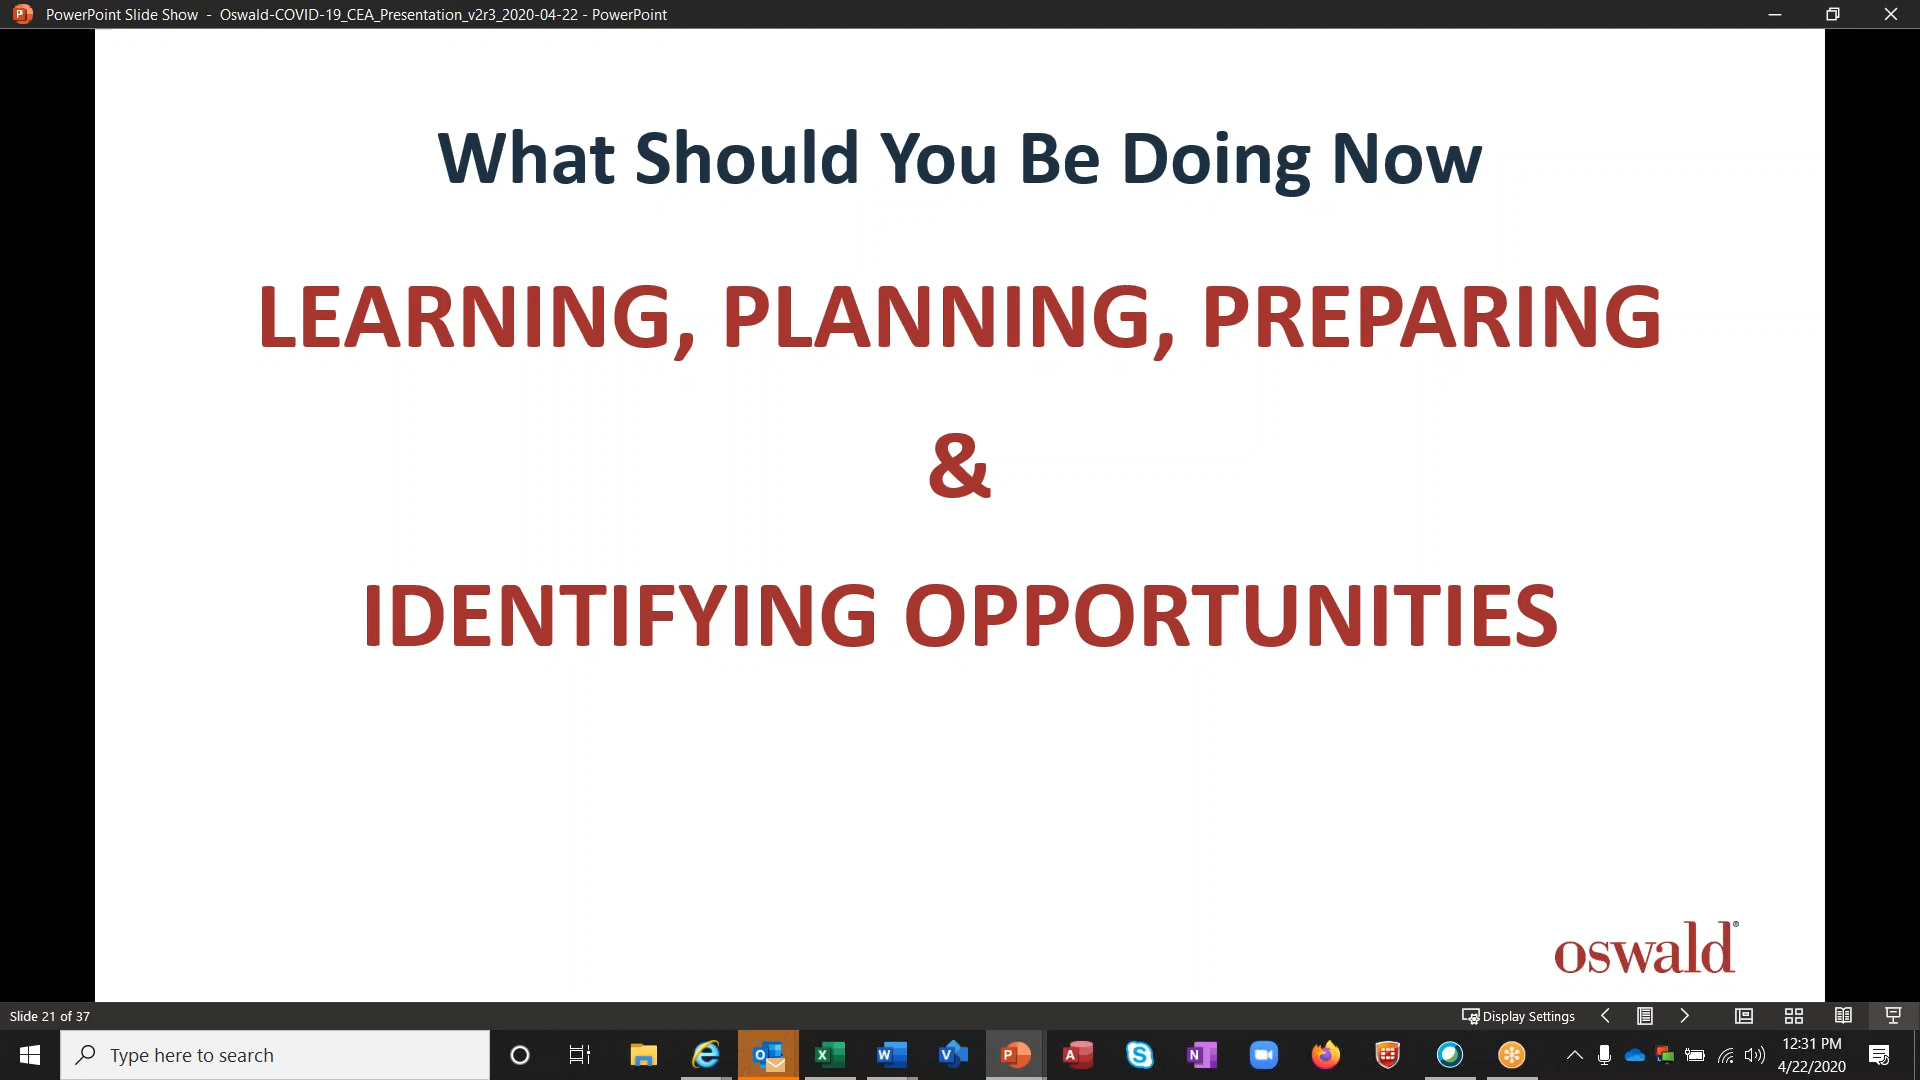 PowerPoint Slide Show - Oswald-COVID-19_CEA_Presentation_v2r3_2020-04-22 - PowerPoint
What Should You Be Doing Now
LEARNING, PLANNING, PREPARING
&
IDENTIFYING OPPORTUNITIES
oswald®
Slide 21 of 37
Display Settings
Type here to search
12:31 PM
4/22/2020